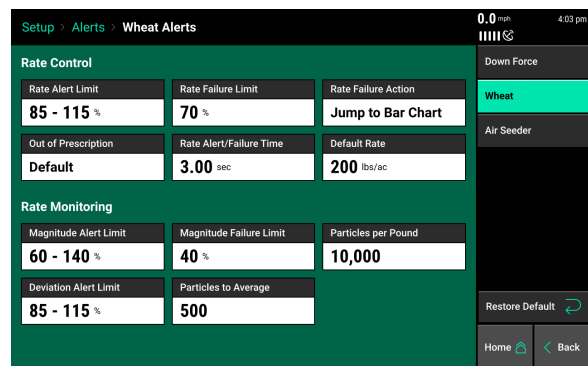 Setup > Alerts > Wheat Alerts
0.0 mph
4:03 pm
Rate Control
Rate Alert Limit
85 - 115 %
Rate Failure Limit
70 %
Rate Failure Action
Jump to Bar Chart
Out of Prescription
Default
Rate Alert/Failure Time
3.00 sec
Default Rate
200 lbs/ac
Rate Monitoring
Magnitude Alert Limit
60 - 140 %
Magnitude Failure Limit
40 %
Particles per Pound
10,000
Deviation Alert Limit
85 - 115 %
Particles to Average
500
Down Force
Wheat
Air Seeder
Restore Default
Home
Back